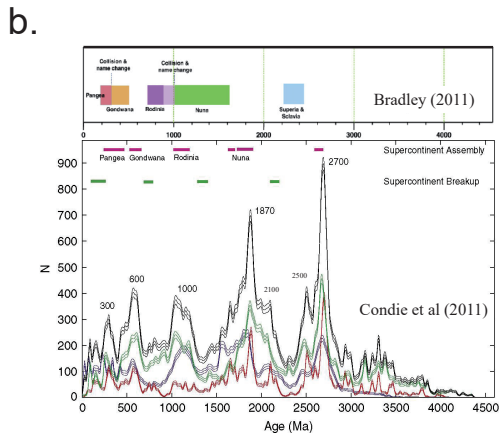 b.
Collision &
name change
Collision &
name change
Pangea
Gondwana
Rodinia
Nuna
Superia &
Sclavia
Bradley (2011)
0 1000 2000 3000 4000
Supercontinent Assembly
Pangea Gondwana Rodinia Nuna 2700
Supercontinent Breakup
1870
600
2500
2100
1000
300
Condie et al (2011)
N
900
800
700
600
500
400
300
200
100
0
0 500 1000 1500 2000 2500 3000 3500 4000 4500
Age (Ma)